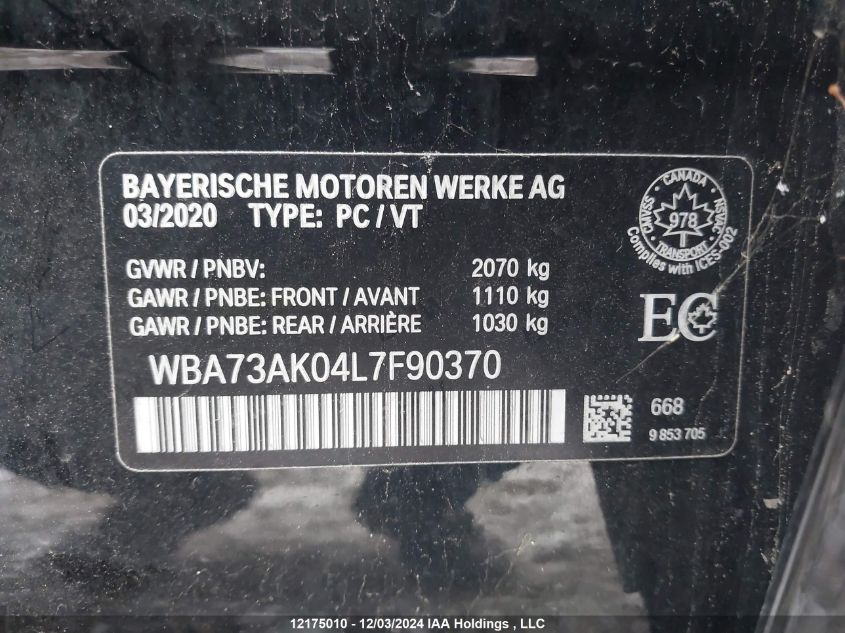 BAYERISCHE MOTOREN WERKE AG
03/2020 TYPE: PC / VT
CANADA
CMVSS NSVAC
978
TRANSPORT
Complies with ICES-002
GVWR / PNBV: 2070 kg
GAWR / PNBE: FRONT / AVANT 1110 kg
GAWR / PNBE: REAR / ARRIÈRE 1030 kg
EC
WBA73AK04L7F90370
668
9 853 705
12175010 - 12/03/2024 IAA Holdings , LLC